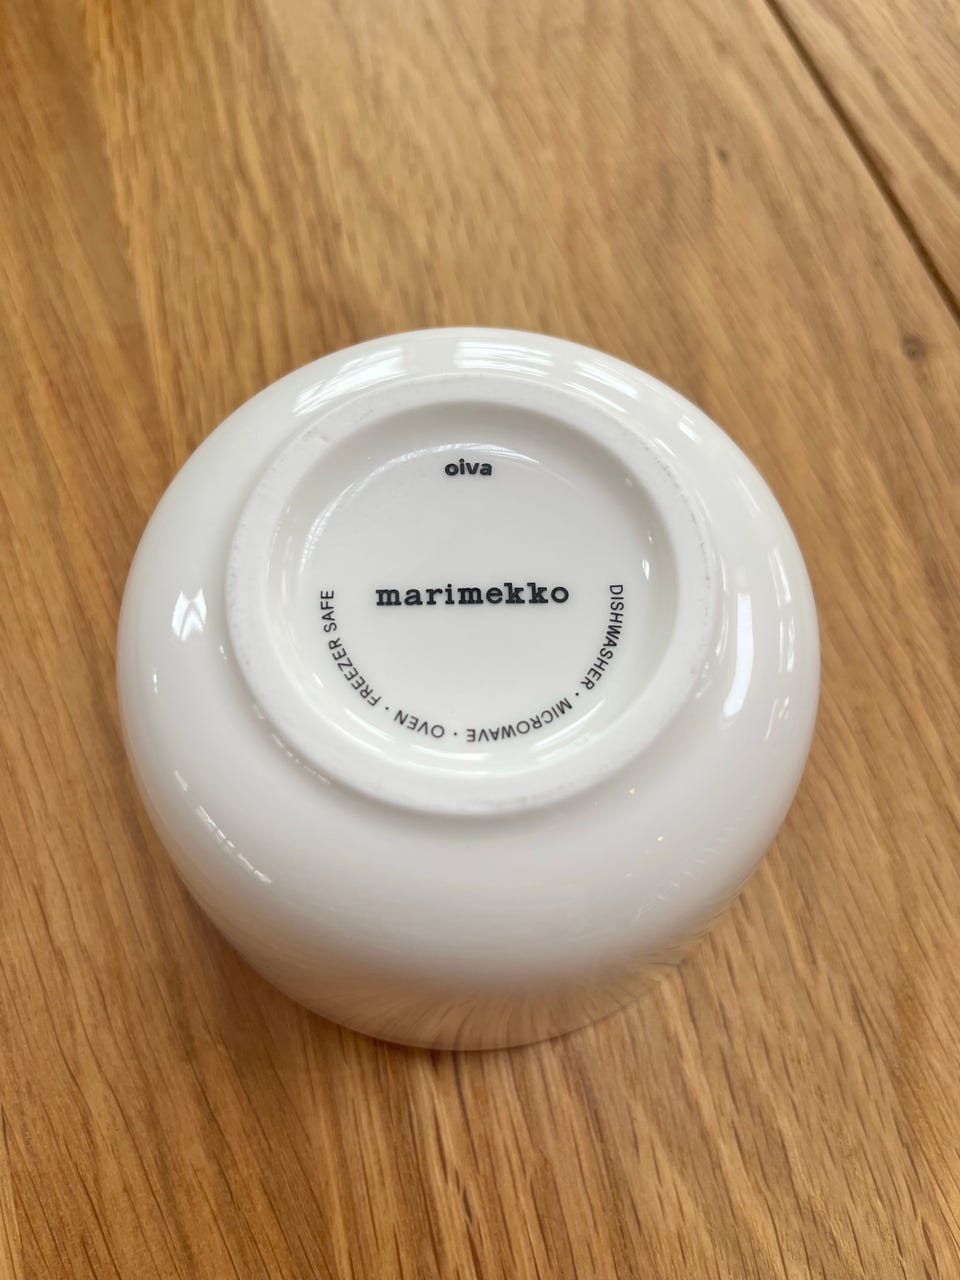 oiva
marimekko
DISHWASHER · MICROWAVE · OVEN · FREEZER SAFE